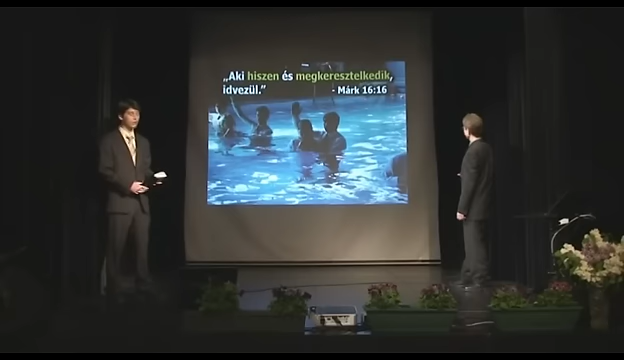 „Aki hiszen és megkeresztelkedik,
idvezül.” - Márk 16:16